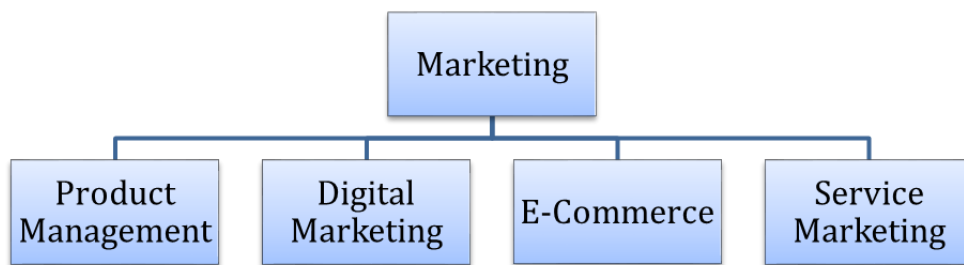 Marketing
Product
Management
Digital
Marketing
E-Commerce
Service
Marketing